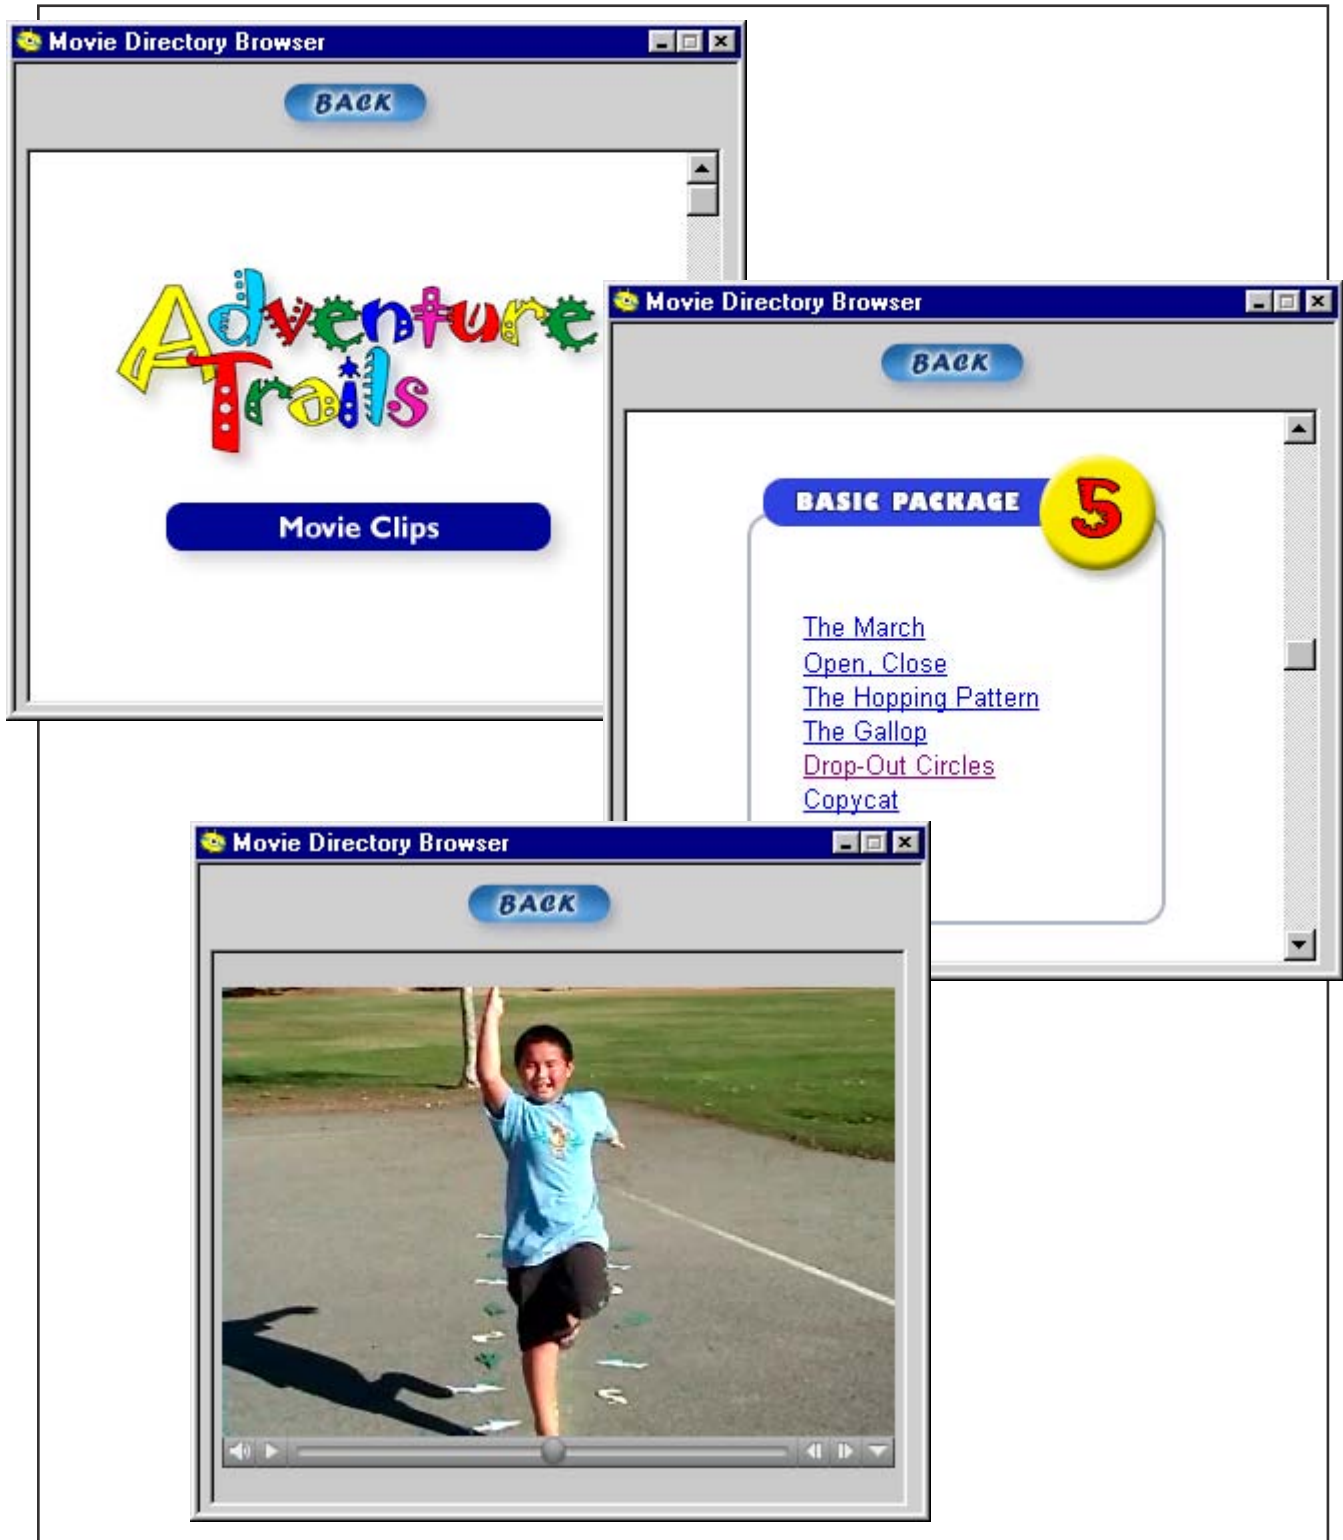 Movie Directory Browser
BACK
Adventure
Trails
Movie Clips
Movie Directory Browser
BACK
BASIC PACKAGE 5
The March
Open, Close
The Hopping Pattern
The Gallop
Drop-Out Circles
Copycat
Movie Directory Browser
BACK